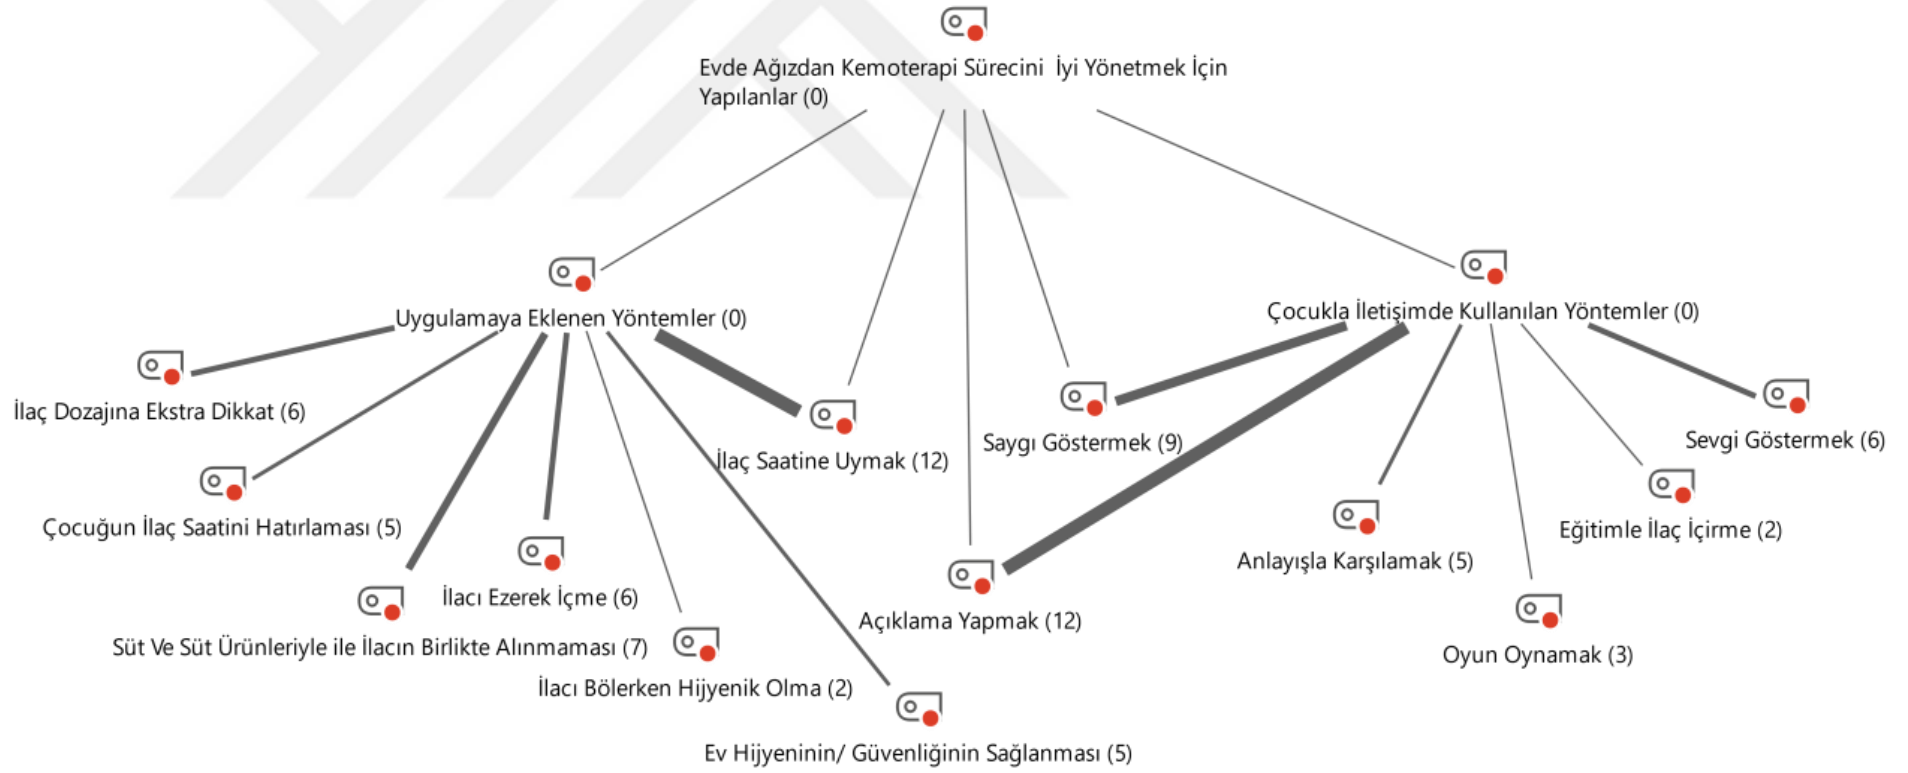 Evde Ağızdan Kemoterapi Sürecini İyi Yönetmek İçin
Yapılanlar (0)
Uygulamaya Eklenen Yöntemler (0)
Çocukla İletişimde Kullanılan Yöntemler (0)
İlaç Dozajına Ekstra Dikkat (6)
Çocuğun İlaç Saatini Hatırlaması (5)
Süt Ve Süt Ürünleriyle ile İlacın Birlikte Alınmaması (7)
İlacı Ezerek İçme (6)
İlacı Bölerken Hijyenik Olma (2)
Ev Hijyeninin/ Güvenliğinin Sağlanması (5)
İlaç Saatine Uymak (12)
Saygı Göstermek (9)
Açıklama Yapmak (12)
Anlayışla Karşılamak (5)
Oyun Oynamak (3)
Eğitimle İlaç İçirme (2)
Sevgi Göstermek (6)